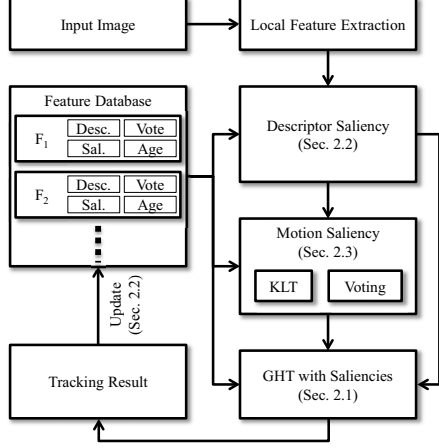 Input Image
Local Feature Extraction
Feature Database
F1
Desc.
Vote
Sal.
Age
F2
Desc.
Vote
Sal.
Age
Descriptor Saliency
(Sec. 2.2)
Motion Saliency
(Sec. 2.3)
KLT
Voting
Update
(Sec. 2.2)
Tracking Result
GHT with Saliencies
(Sec. 2.1)